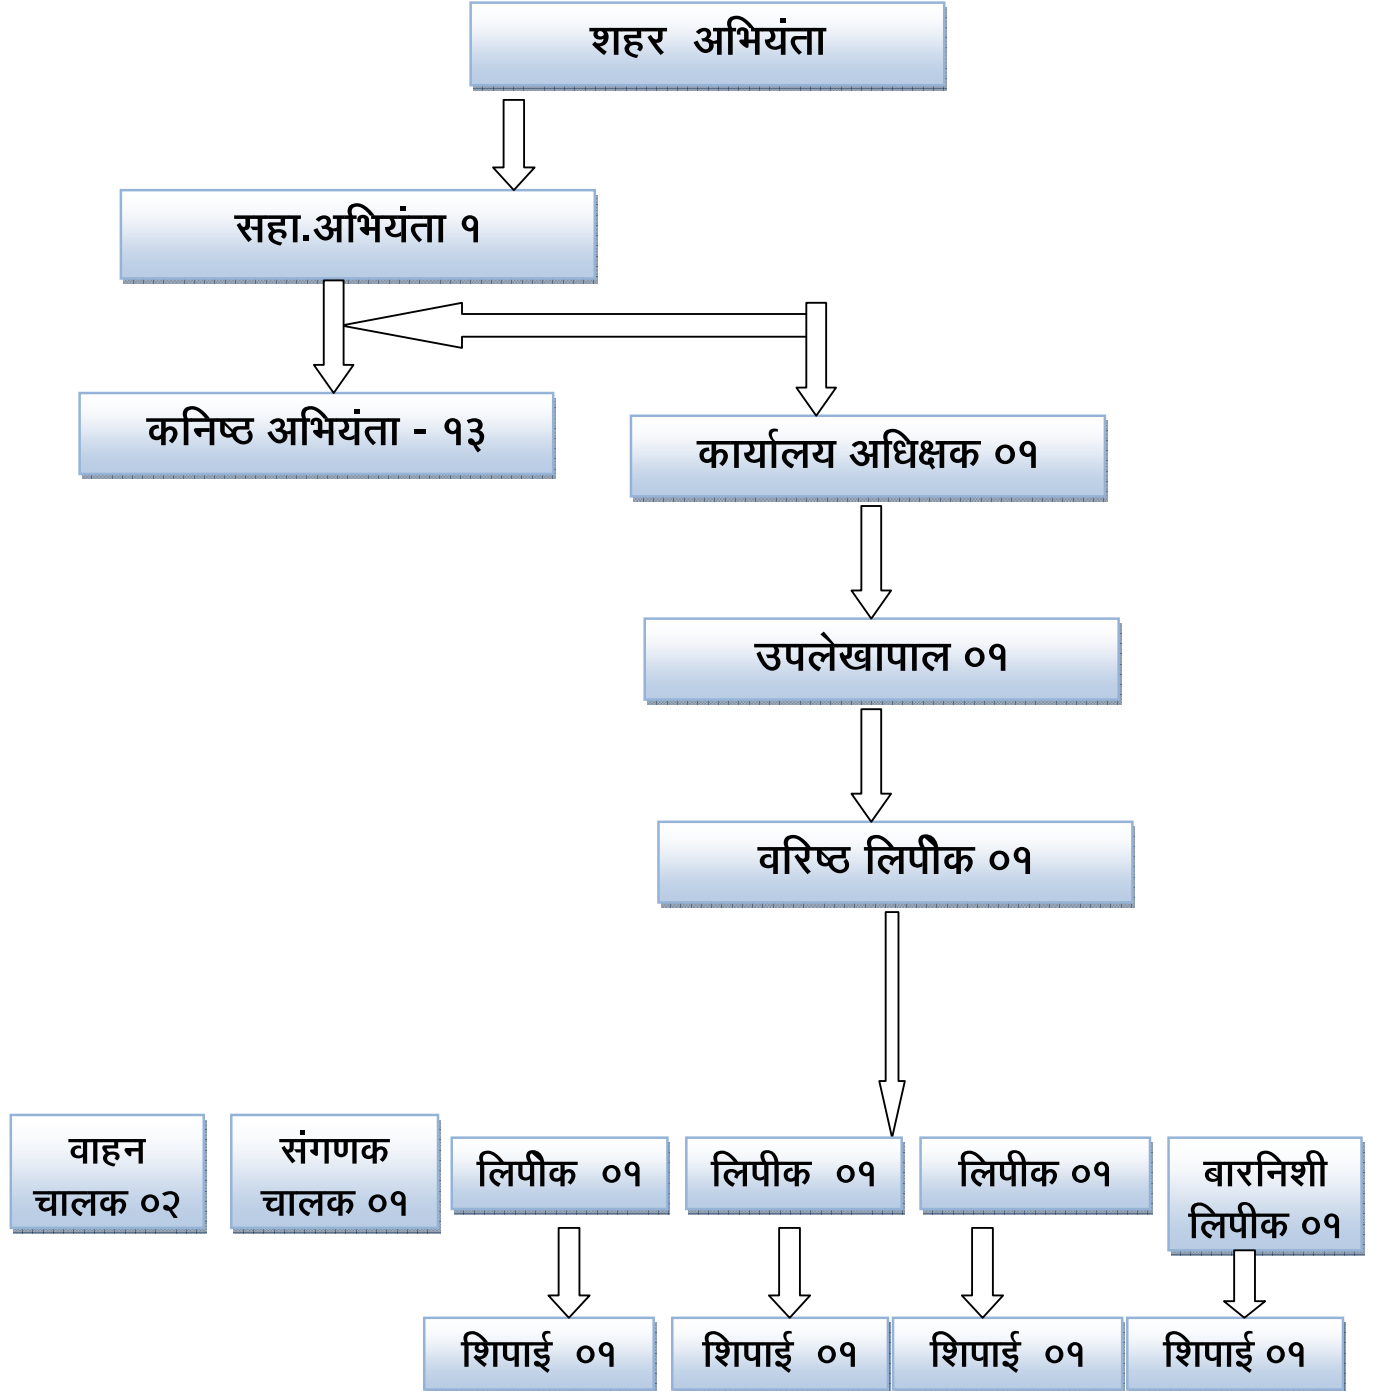 शहर अभियंता
सहा.अभियंता १
कनिष्ठ अभियंता - १३
कार्यालय अधिक्षक ०१
उपलेखापाल ०१
वरिष्ठ लिपीक ०१
वाहन
चालक ०२
संगणक
चालक ०१
लिपीक ०१
लिपीक ०१
लिपीक ०१
बारनिशी
लिपीक ०१
शिपाई ०१
शिपाई ०१
शिपाई ०१
शिपाई ०१